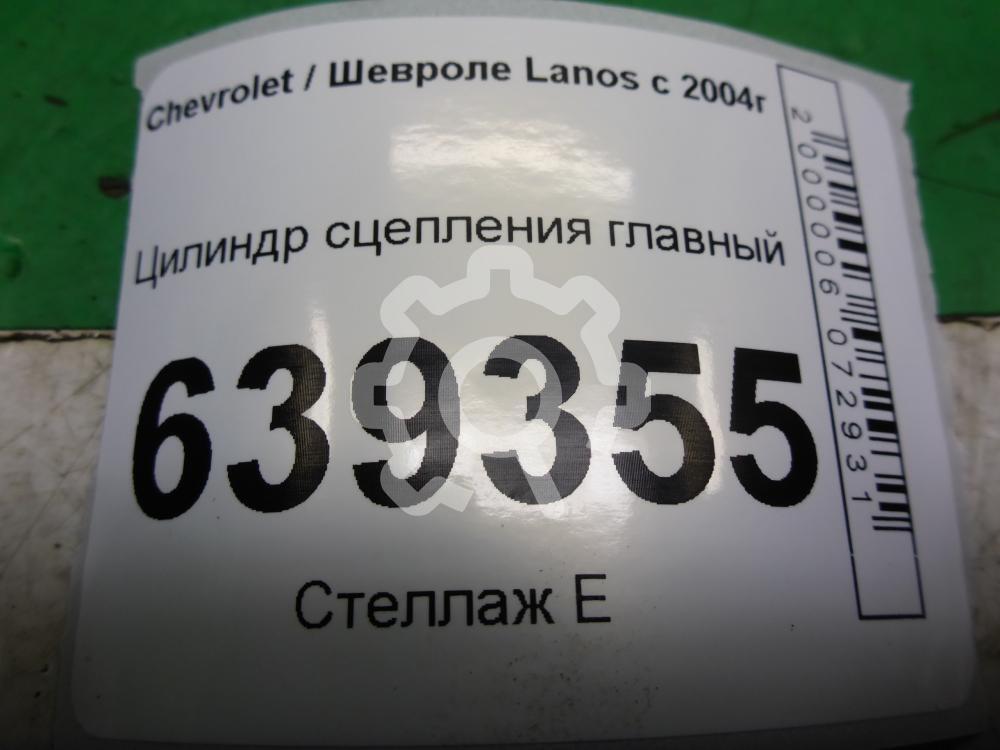 Chevrolet / Шевроле Lanos с 2004г
Цилиндр сцепления главный
639355
Стеллаж Е
2000006072931